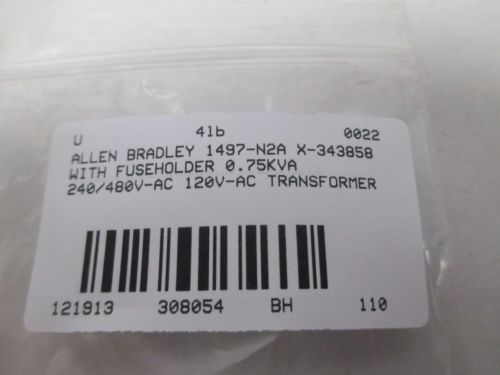 U 4lb 0022
ALLEN BRADLEY 1497-N2A X-343858
WITH FUSEHOLDER 0.75KVA
240/480V-AC 120V-AC TRANSFORMER
121913 308054 BH 110